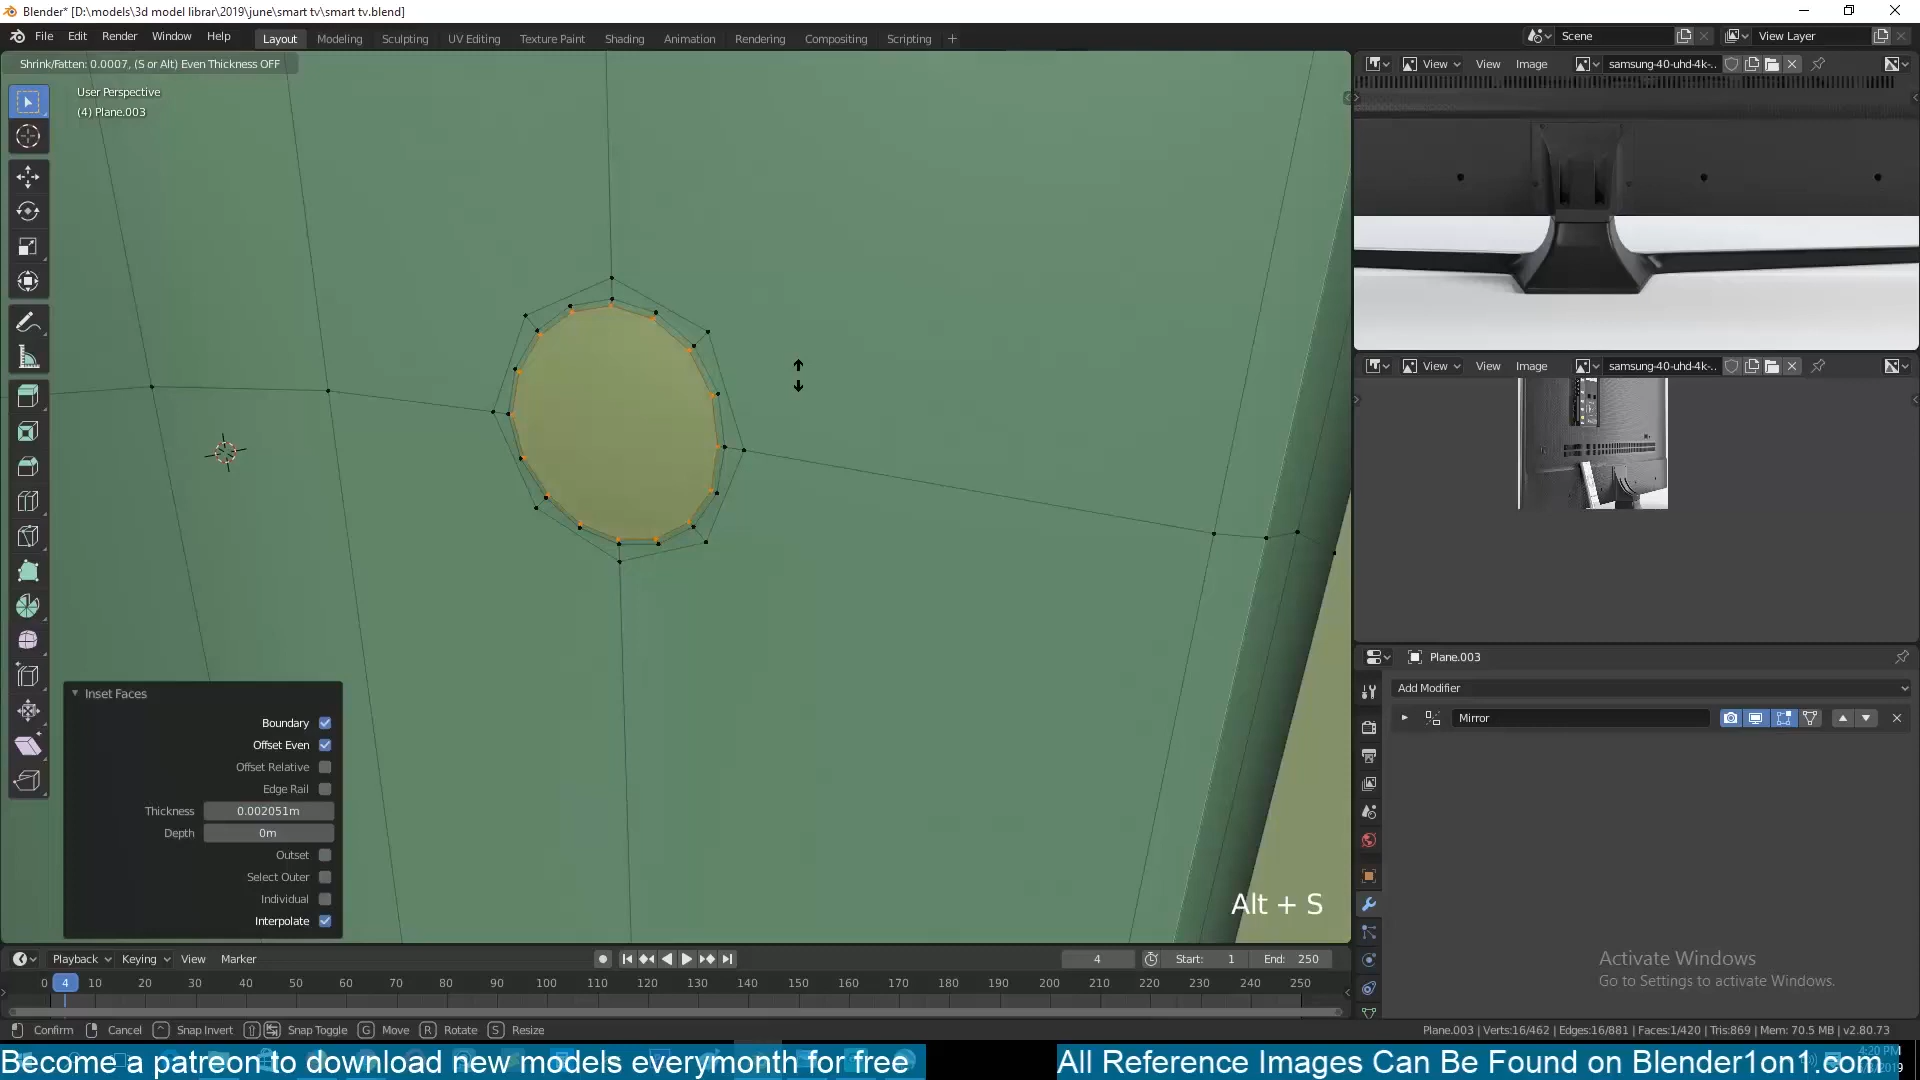 Blender* [D:\models\3d model librar\2019\june\smart tv\smart tv.blend]
File Edit Render Window Help
Layout Modeling Sculpting UV Editing Texture Paint Shading Animation Rendering Compositing Scripting +
Scene
View Layer
Shrink/Fatten: 0.0007, (S or Alt) Even Thickness OFF
User Perspective
(4) Plane.003
View View Image samsung-40-uhd-4k-..
View View Image samsung-40-uhd-4k-..
Plane.003
Add Modifier
Mirror
Inset Faces
Boundary
Offset Even
Offset Relative
Edge Rail
Thickness 0.002051m
Depth 0m
Outset
Select Outer
Individual
Interpolate
Alt + S
Activate Windows
Go to Settings to activate Windows.
Playback Keying View Marker
4
Start: 1
End: 250
0 4 10 20 30 40 50 60 70 80 90 100 110 120 130 140 150 160 170 180 190 200 210 220 230 240 250
Confirm Cancel Snap Invert Snap Toggle G Move R Rotate S Resize
Plane.003 | Verts:16/462 | Edges:16/881 | Faces:1/420 | Tris:869 | Mem: 70.5 MB | v2.80.73
Become a patreon to download new models everymonth for free
All Reference Images Can Be Found on Blender1on1.com
4:20 PM